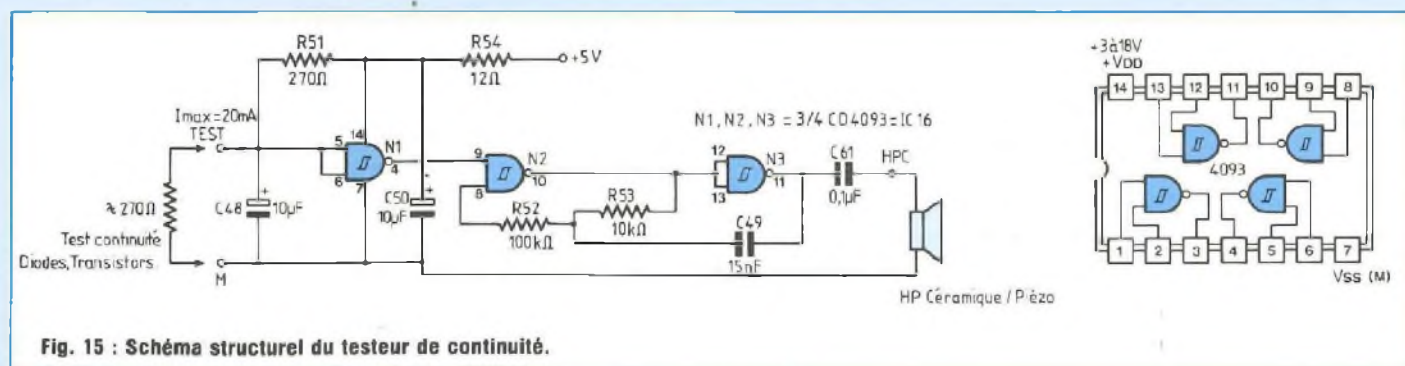 R51
270Ω
R54
12Ω
+5V
Imax=20mA
TEST
C
5
14
N1
4
6
7
≈270Ω
C48
+
10µF
Test continuité
Diodes, Transistors
C
M
C50
10µF
-
+
9
N2
10
8
R52
100kΩ
R53
10kΩ
C49
15nF
N1, N2, N3 = 3/4 CD4093 = IC16
12
N3
11
13
C61
0,1µF
HPC
HP Céramique / Piézo
+3 à 18V
+VDD
14 13 12 11 10 9 8
4093
1 2 3 4 5 6 7
VSS (M)
Fig. 15 : Schéma structurel du testeur de continuité.